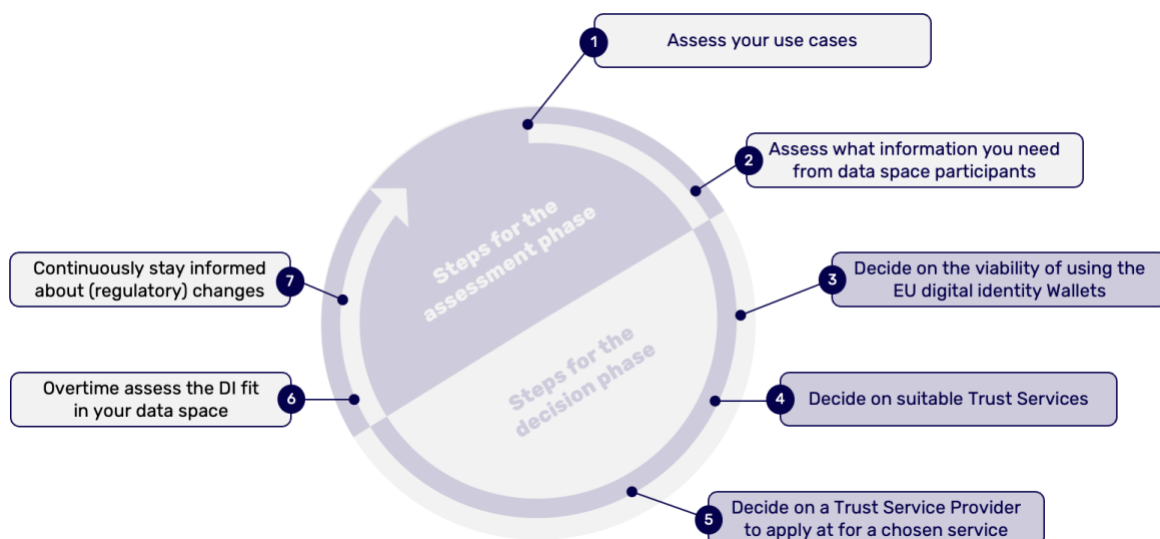 1
Assess your use cases
2
Assess what information you need
from data space participants
Steps for the
assessment phase
3
Decide on the viability of using the
EU digital identity Wallets
7
Continuously stay informed
about (regulatory) changes
Steps for the
decision phase
4
Decide on suitable Trust Services
6
Overtime assess the DI fit
in your data space
5
Decide on a Trust Service Provider
to apply at for a chosen service